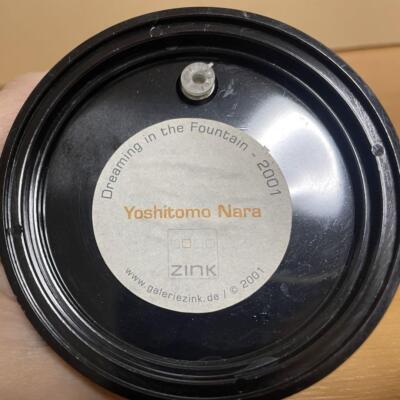 Dreaming in the Fountain - 2001
Yoshitomo Nara
ZINK
www.galeriezink.de / © 2001